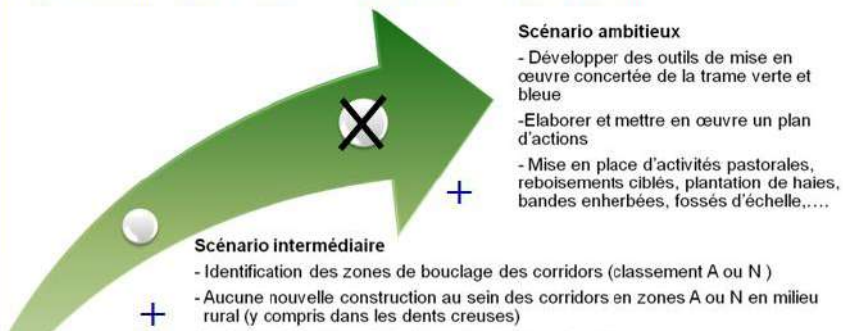 Scénario ambitieux
- Développer des outils de mise en
œuvre concertée de la trame verte et
bleue
-Elaborer et mettre en œuvre un plan
d'actions
- Mise en place d'activités pastorales,
reboisements ciblés, plantation de haies,
bandes enherbées, fossés d'échelle,….
+
Scénario intermédiaire
- Identification des zones de bouclage des corridors (classement A ou N )
- Aucune nouvelle construction au sein des corridors en zones A ou N en milieu
rural (y compris dans les dents creuses)
+